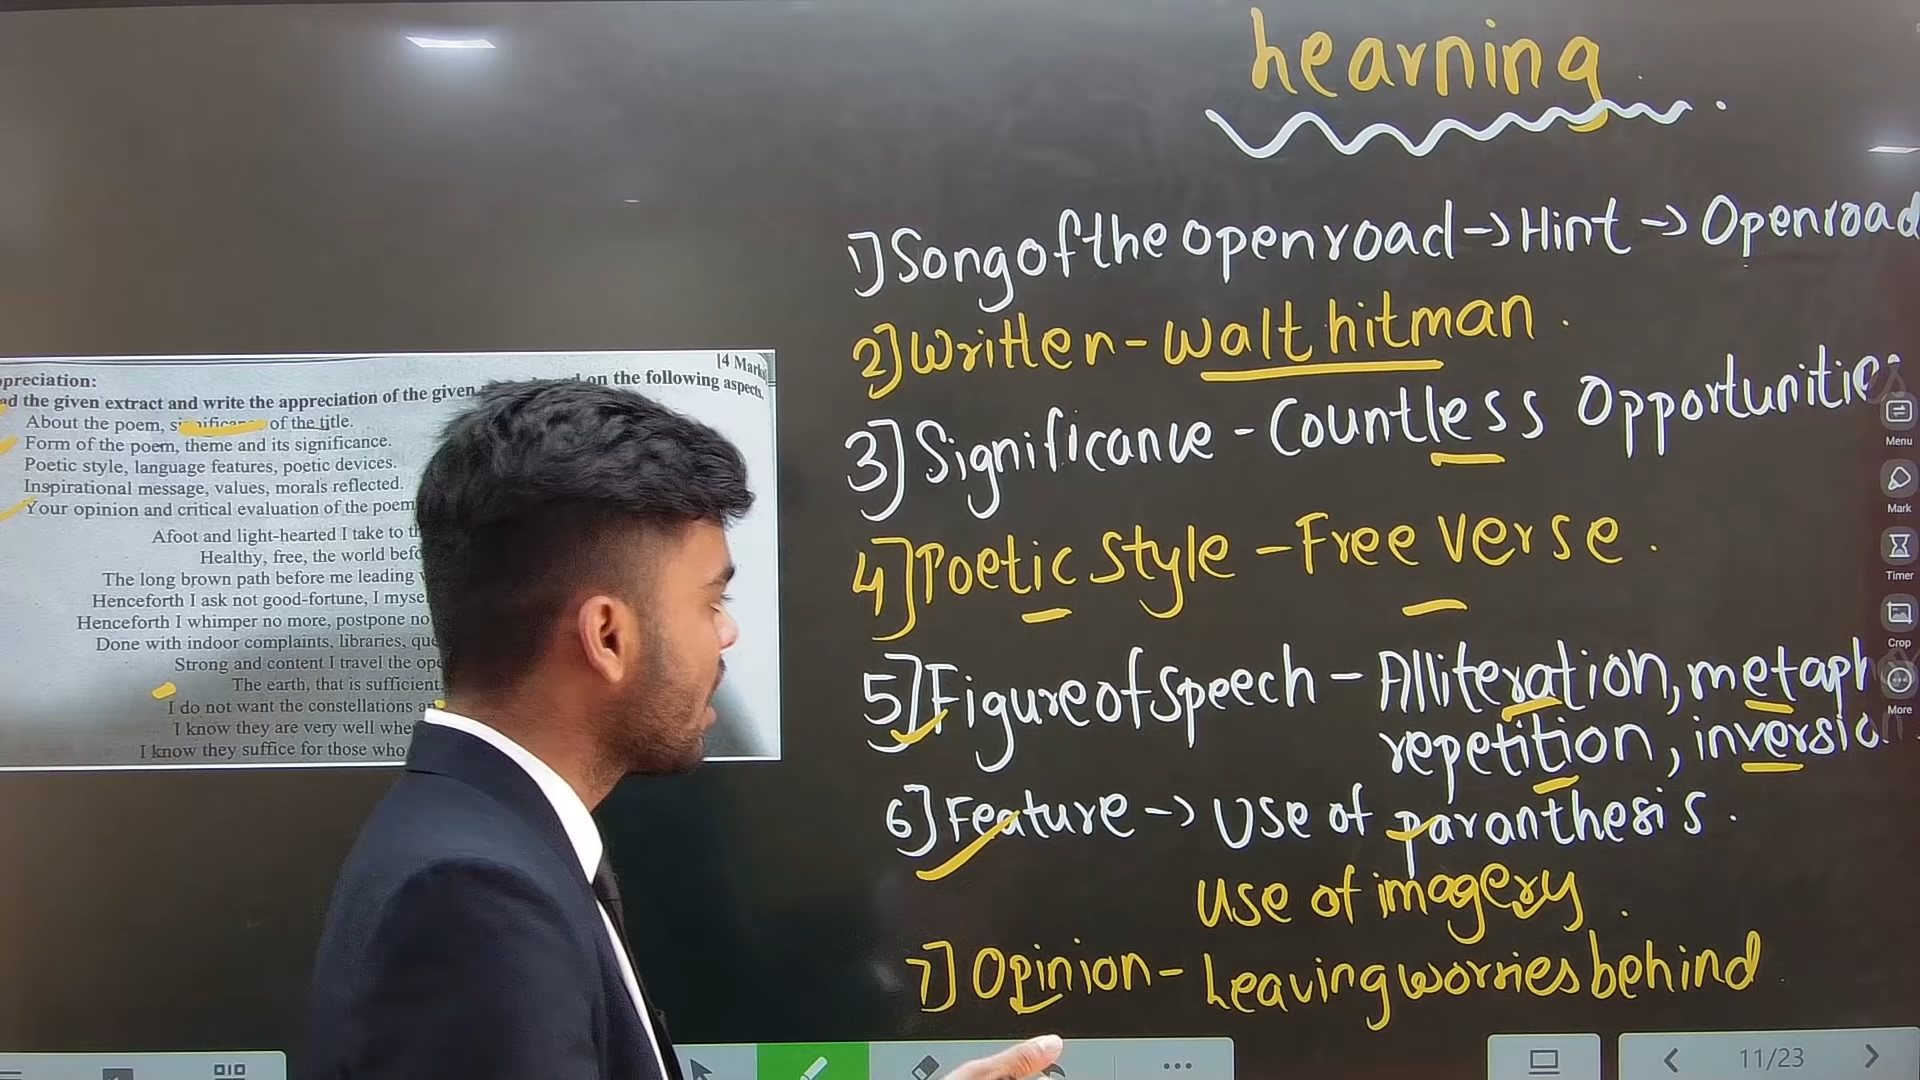 hearning
1] Song of the open road -> Hint -> Openroad
2] Written - Walt hitman.
3] Significance - Countless Opportunities
4] Poetic Style - Free Verse.
5] Figure of Speech - Alliteration, metaph
repetition, inversio
6] Feature -> Use of paranthesis.
Use of imagery.
7] Opinion - Leaving worries behind
[4 Marks
preciation:
ad the given extract and write the appreciation of the given on the following aspects.
About the poem, significance of the title.
Form of the poem, theme and its significance.
Poetic style, language features, poetic devices.
Inspirational message, values, morals reflected.
Your opinion and critical evaluation of the poem
Afoot and light-hearted I take to th
Healthy, free, the world befo
The long brown path before me leading
Henceforth I ask not good-fortune, I myse
Henceforth I whimper no more, postpone no
Done with indoor complaints, libraries, que
Strong and content I travel the ope
The earth, that is sufficient,
I do not want the constellations an
I know they are very well whe
I know they suffice for those who
Menu
Mark
Timer
Crop
More
11/23